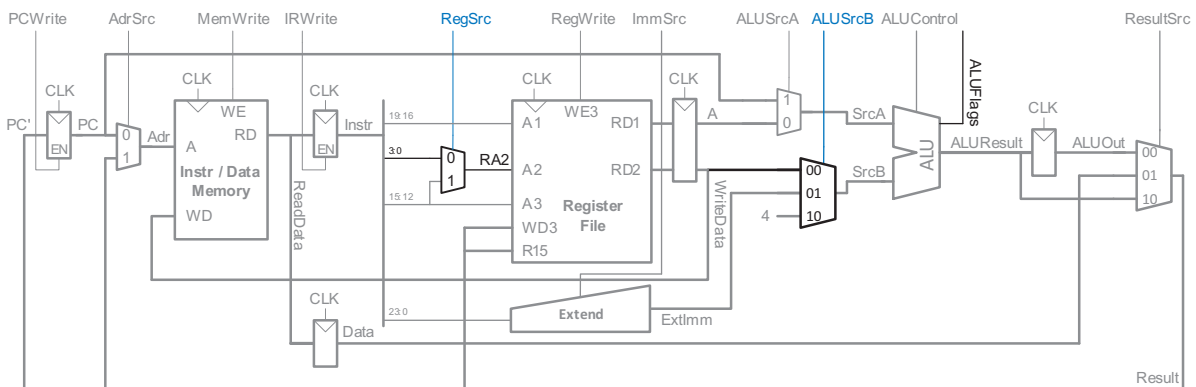 PCWrite AdrSrc MemWrite IRWrite RegSrc RegWrite ImmSrc ALUSrcA ALUSrcB ALUControl ResultSrc
CLK CLK CLK CLK CLK CLK
PC' PC EN
0 1 Adr
A WE RD
Instr / Data
Memory
WD
EN Instr
ReadData
19:16
3:0
15:12
23:0
0 1 RA2
A1 WE3 RD1
A2 RD2
A3
Register
File
WD3
R15
A
WriteData
1 0
00 01 10
4
SrcA
SrcB
ALU
ALUFlags
ALUResult
ALUOut
00
01
10
Extend
ExtImm
CLK
Data
Result